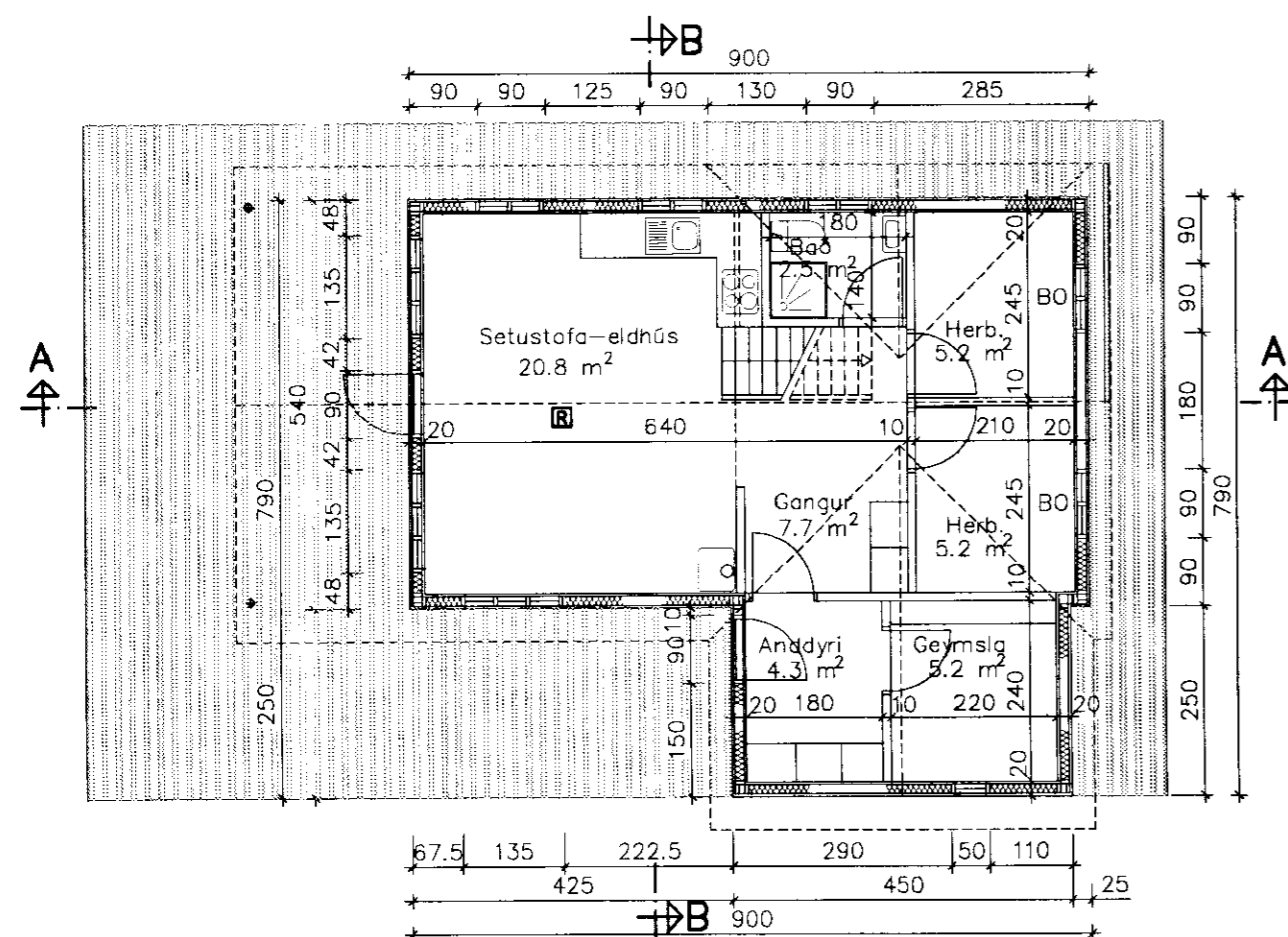 B
900
90 90 125 90 130 90 285
A
A
48
135
42
90
42
135
48
540
790
250
180
Bað
2.5 m²
140
Setustofa–eldhús
20.8 m²
R
20 640 10 210 20
20
245
10
Herb.
5.2 m²
BO
245
10
Herb.
5.2 m²
BO
Gangur
7.7 m²
90
90
180
90
90
250
790
10
90
150
Anddyri
4.3 m²
Geymsla
5.2 m²
240
20
20 180 10 220 20
67.5 135 222.5 290 50 110
425 450 25
B
900